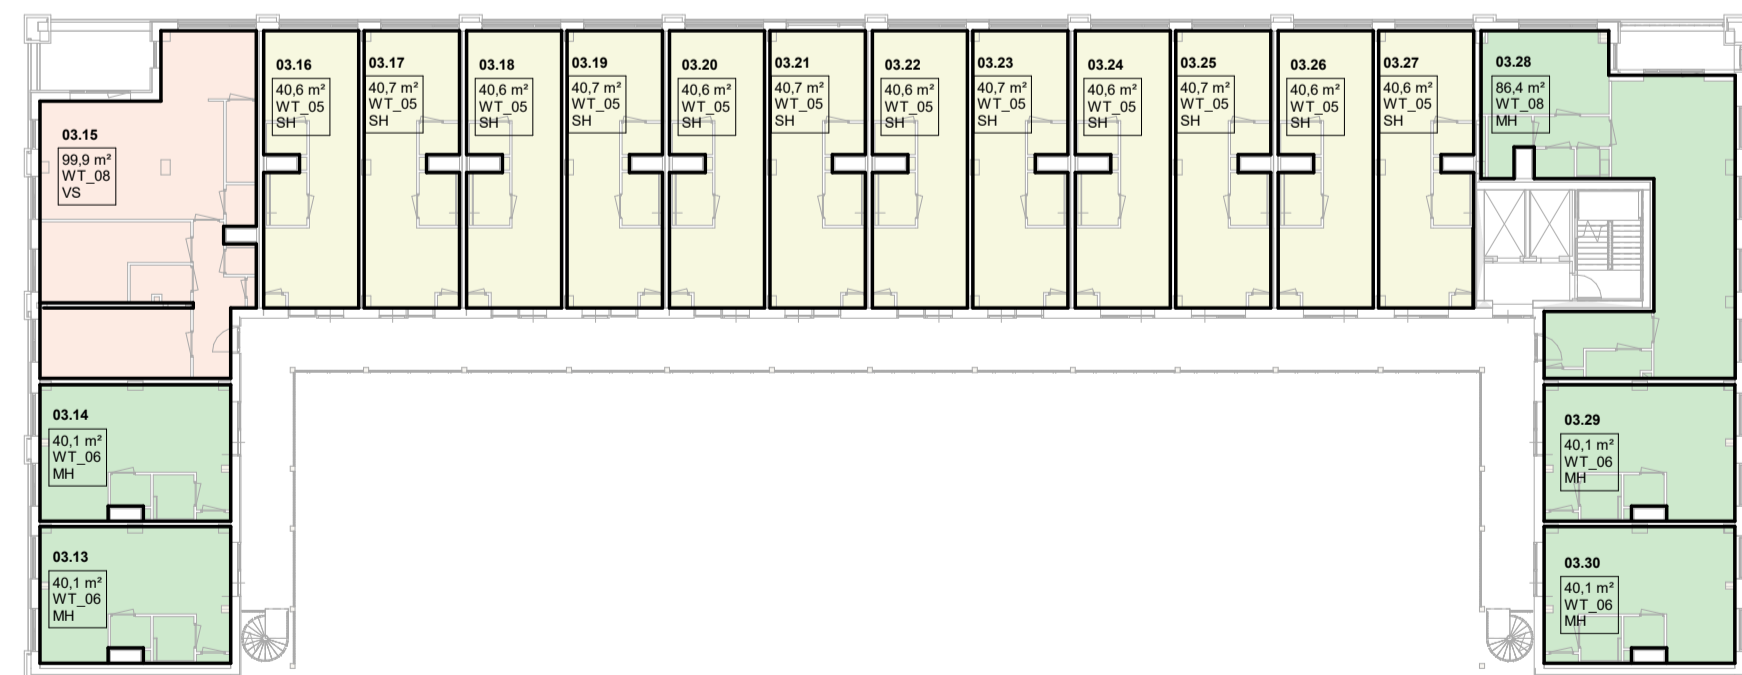 03.15
99,9 m²
WT_08
VS
03.16
40,6 m²
WT_05
SH
03.17
40,7 m²
WT_05
SH
03.18
40,6 m²
WT_05
SH
03.19
40,7 m²
WT_05
SH
03.20
40,6 m²
WT_05
SH
03.21
40,7 m²
WT_05
SH
03.22
40,6 m²
WT_05
SH
03.23
40,7 m²
WT_05
SH
03.24
40,6 m²
WT_05
SH
03.25
40,7 m²
WT_05
SH
03.26
40,6 m²
WT_05
SH
03.27
40,6 m²
WT_05
SH
03.28
86,4 m²
WT_08
MH
03.14
40,1 m²
WT_06
MH
03.13
40,1 m²
WT_06
MH
03.29
40,1 m²
WT_06
MH
03.30
40,1 m²
WT_06
MH